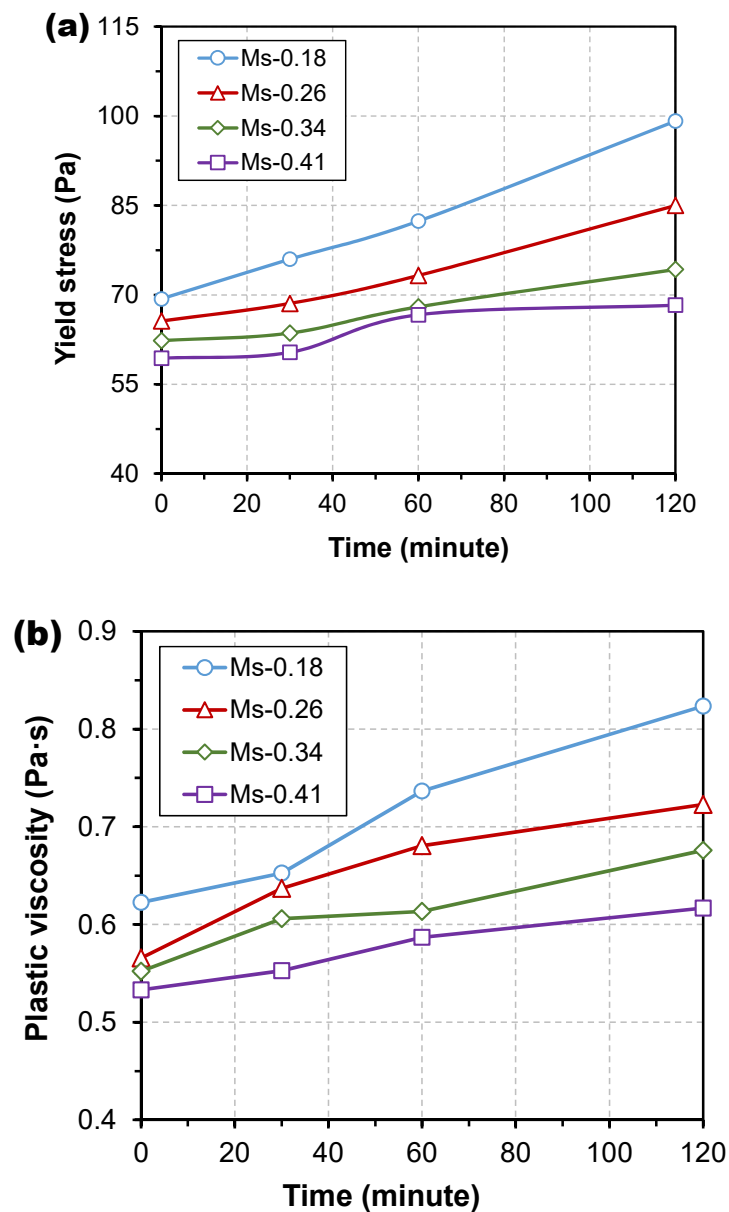 (a)
Ms-0.18
Ms-0.26
Ms-0.34
Ms-0.41
Yield stress (Pa)
115
100
85
70
55
40
0 20 40 60 80 100 120
Time (minute)
(b)
Ms-0.18
Ms-0.26
Ms-0.34
Ms-0.41
Plastic viscosity (Pa·s)
0.9
0.8
0.7
0.6
0.5
0.4
0 20 40 60 80 100 120
Time (minute)